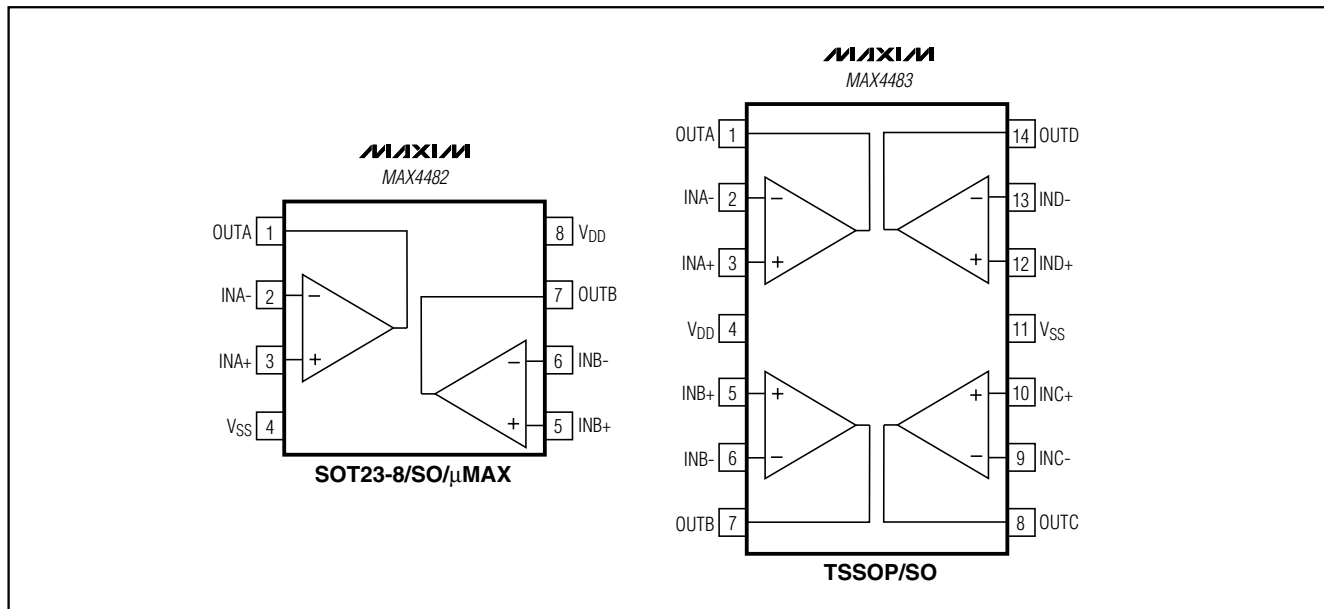 MAXIM
MAX4482
OUTA 1
8 VDD
INA- 2
7 OUTB
INA+ 3
6 INB-
VSS 4
5 INB+
−
+
−
+
SOT23-8/SO/µMAX
MAXIM
MAX4483
OUTA 1
14 OUTD
INA- 2
− −
13 IND-
INA+ 3
+ +
12 IND+
VDD 4
11 VSS
INB+ 5
+ +
10 INC+
INB- 6
− −
9 INC-
OUTB 7
8 OUTC
TSSOP/SO